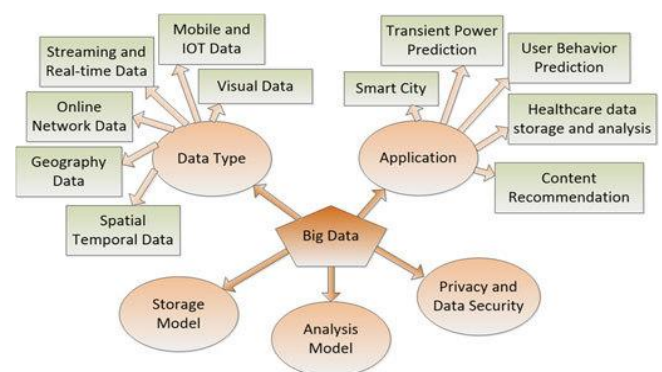 Mobile and
IOT Data
Streaming and
Real-time Data
Visual Data
Online
Network Data
Geography
Data
Spatial
Temporal Data
Data Type
Transient Power
Prediction
User Behavior
Prediction
Smart City
Healthcare data
storage and analysis
Content
Recommendation
Application
Big Data
Storage
Model
Analysis
Model
Privacy and
Data Security